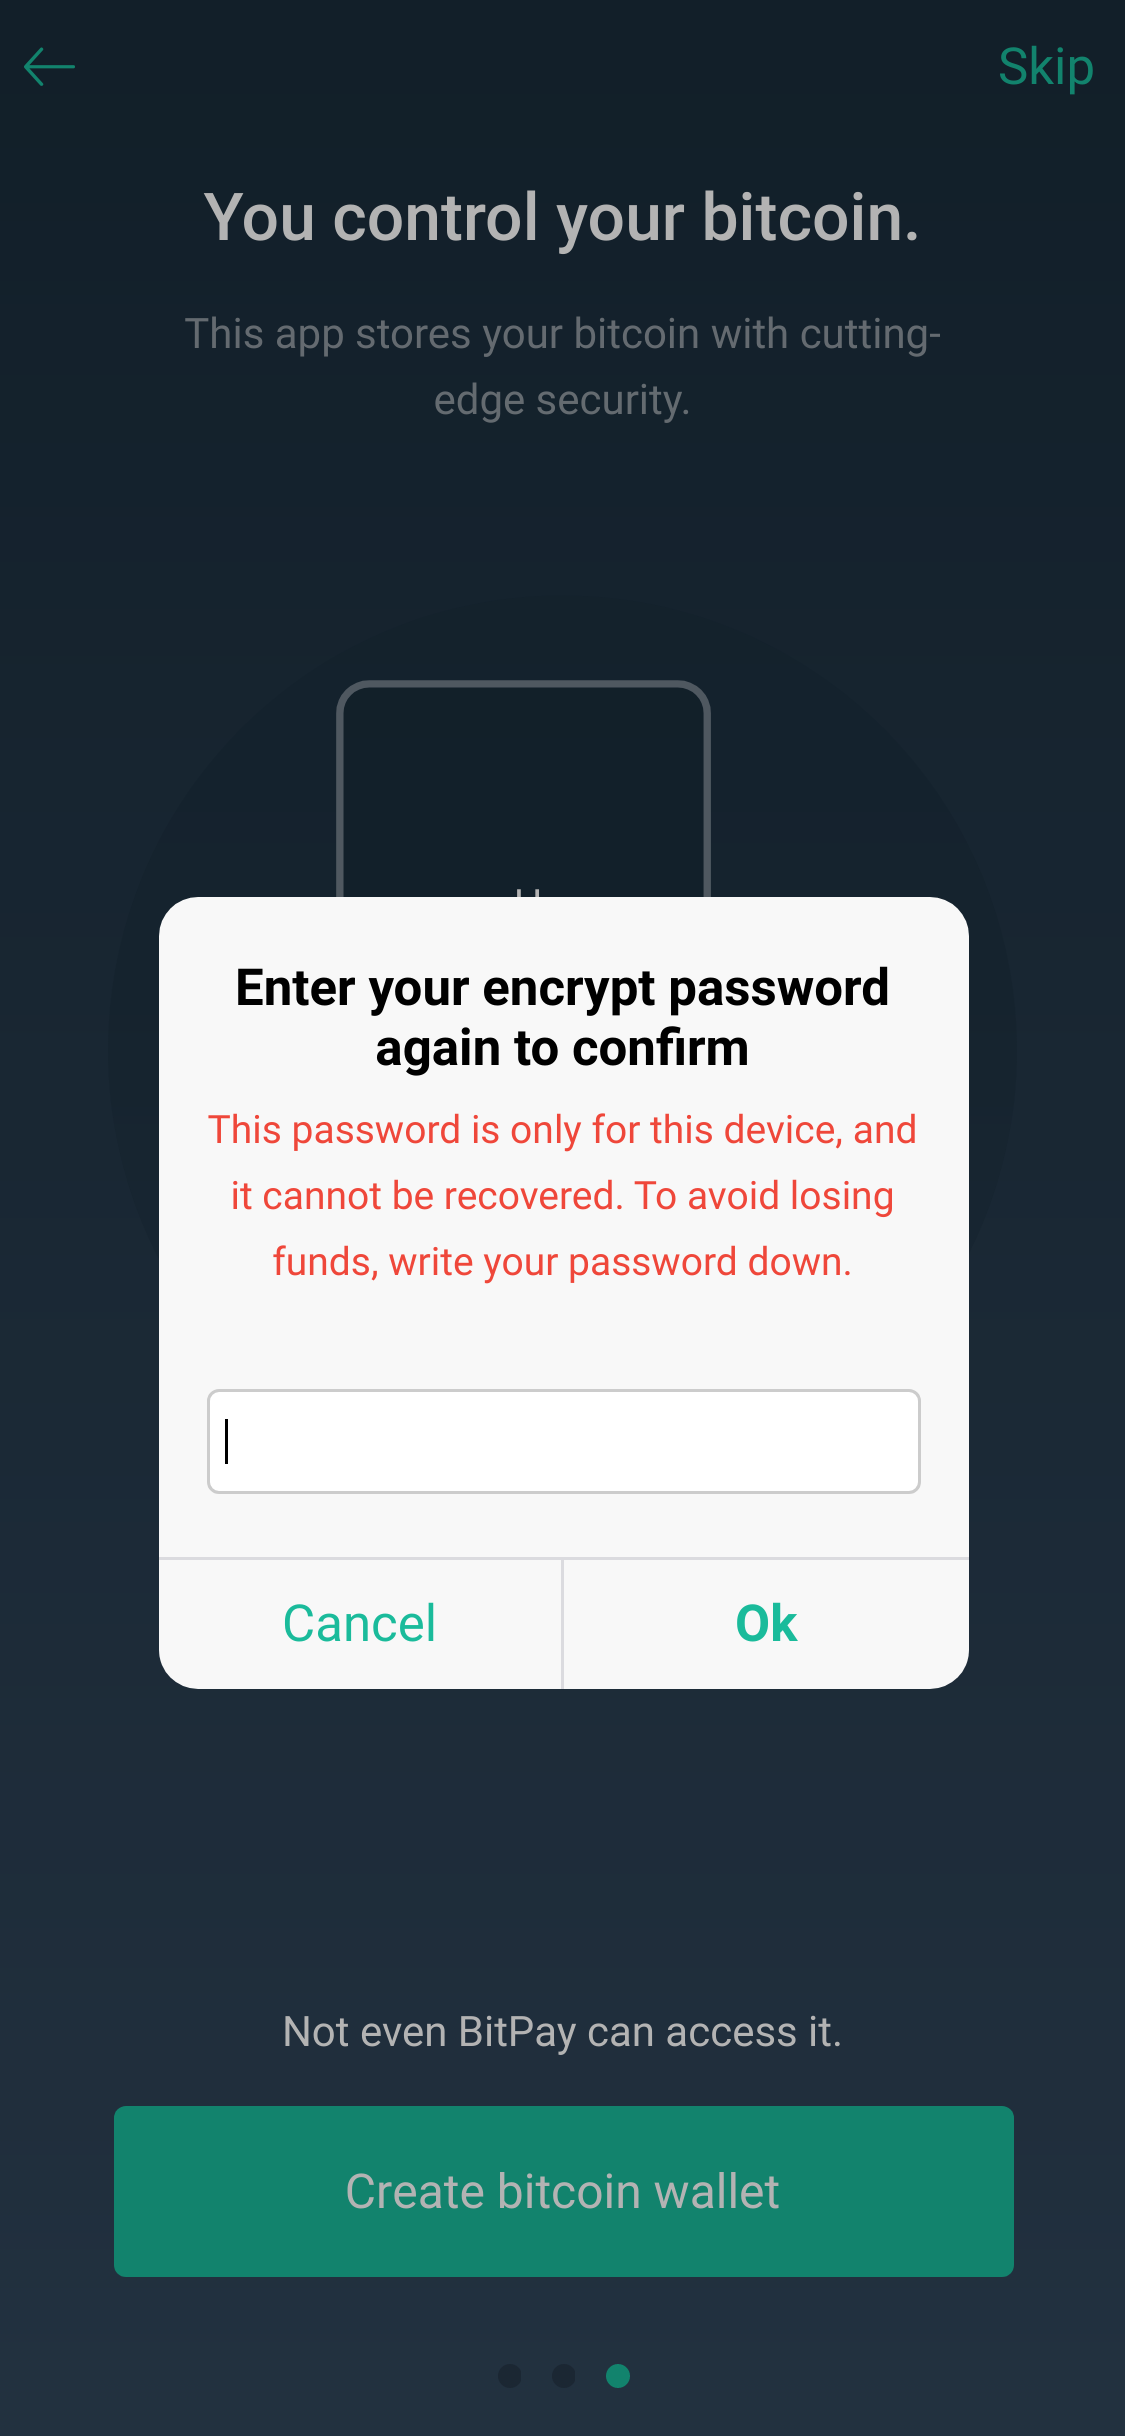 Skip
You control your bitcoin.
This app stores your bitcoin with cutting-
edge security.
Enter your encrypt password
again to confirm
This password is only for this device, and
it cannot be recovered. To avoid losing
funds, write your password down.
Cancel
Ok
Not even BitPay can access it.
Create bitcoin wallet